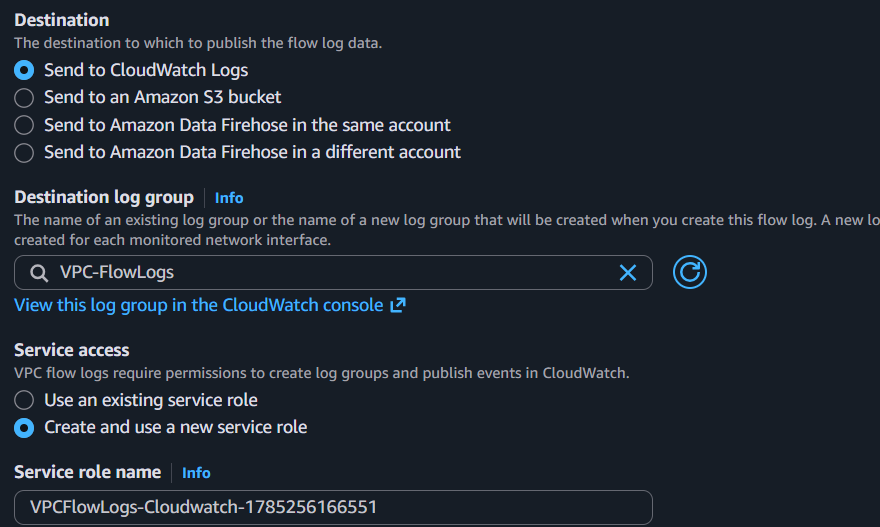 Destination
The destination to which to publish the flow log data.
Send to CloudWatch Logs
Send to an Amazon S3 bucket
Send to Amazon Data Firehose in the same account
Send to Amazon Data Firehose in a different account
Destination log group Info
The name of an existing log group or the name of a new log group that will be created when you create this flow log. A new lo
created for each monitored network interface.
VPC-FlowLogs
View this log group in the CloudWatch console
Service access
VPC flow logs require permissions to create log groups and publish events in CloudWatch.
Use an existing service role
Create and use a new service role
Service role name Info
VPCFlowLogs-Cloudwatch-1785256166551